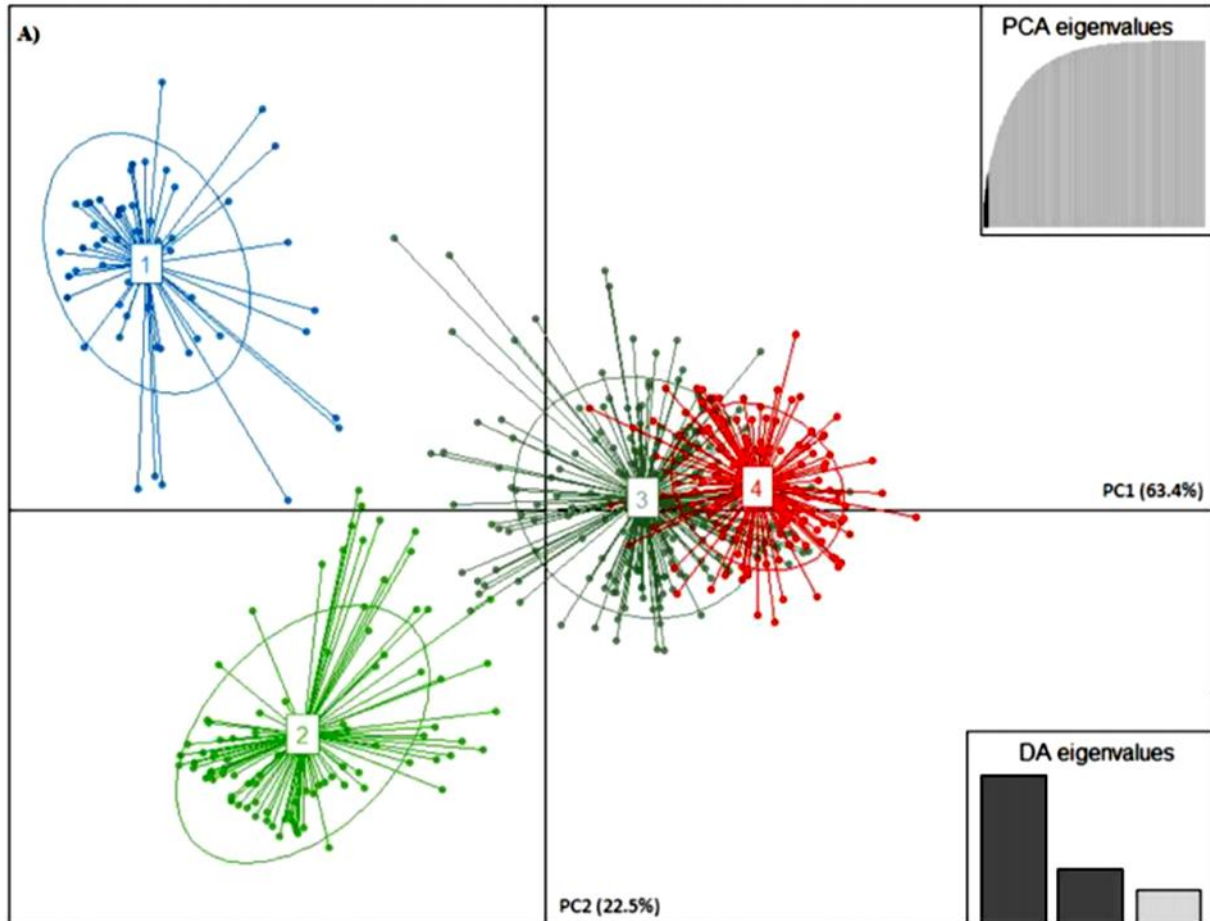 A)
PCA eigenvalues
1
3
4
PC1 (63.4%)
2
DA eigenvalues
PC2 (22.5%)